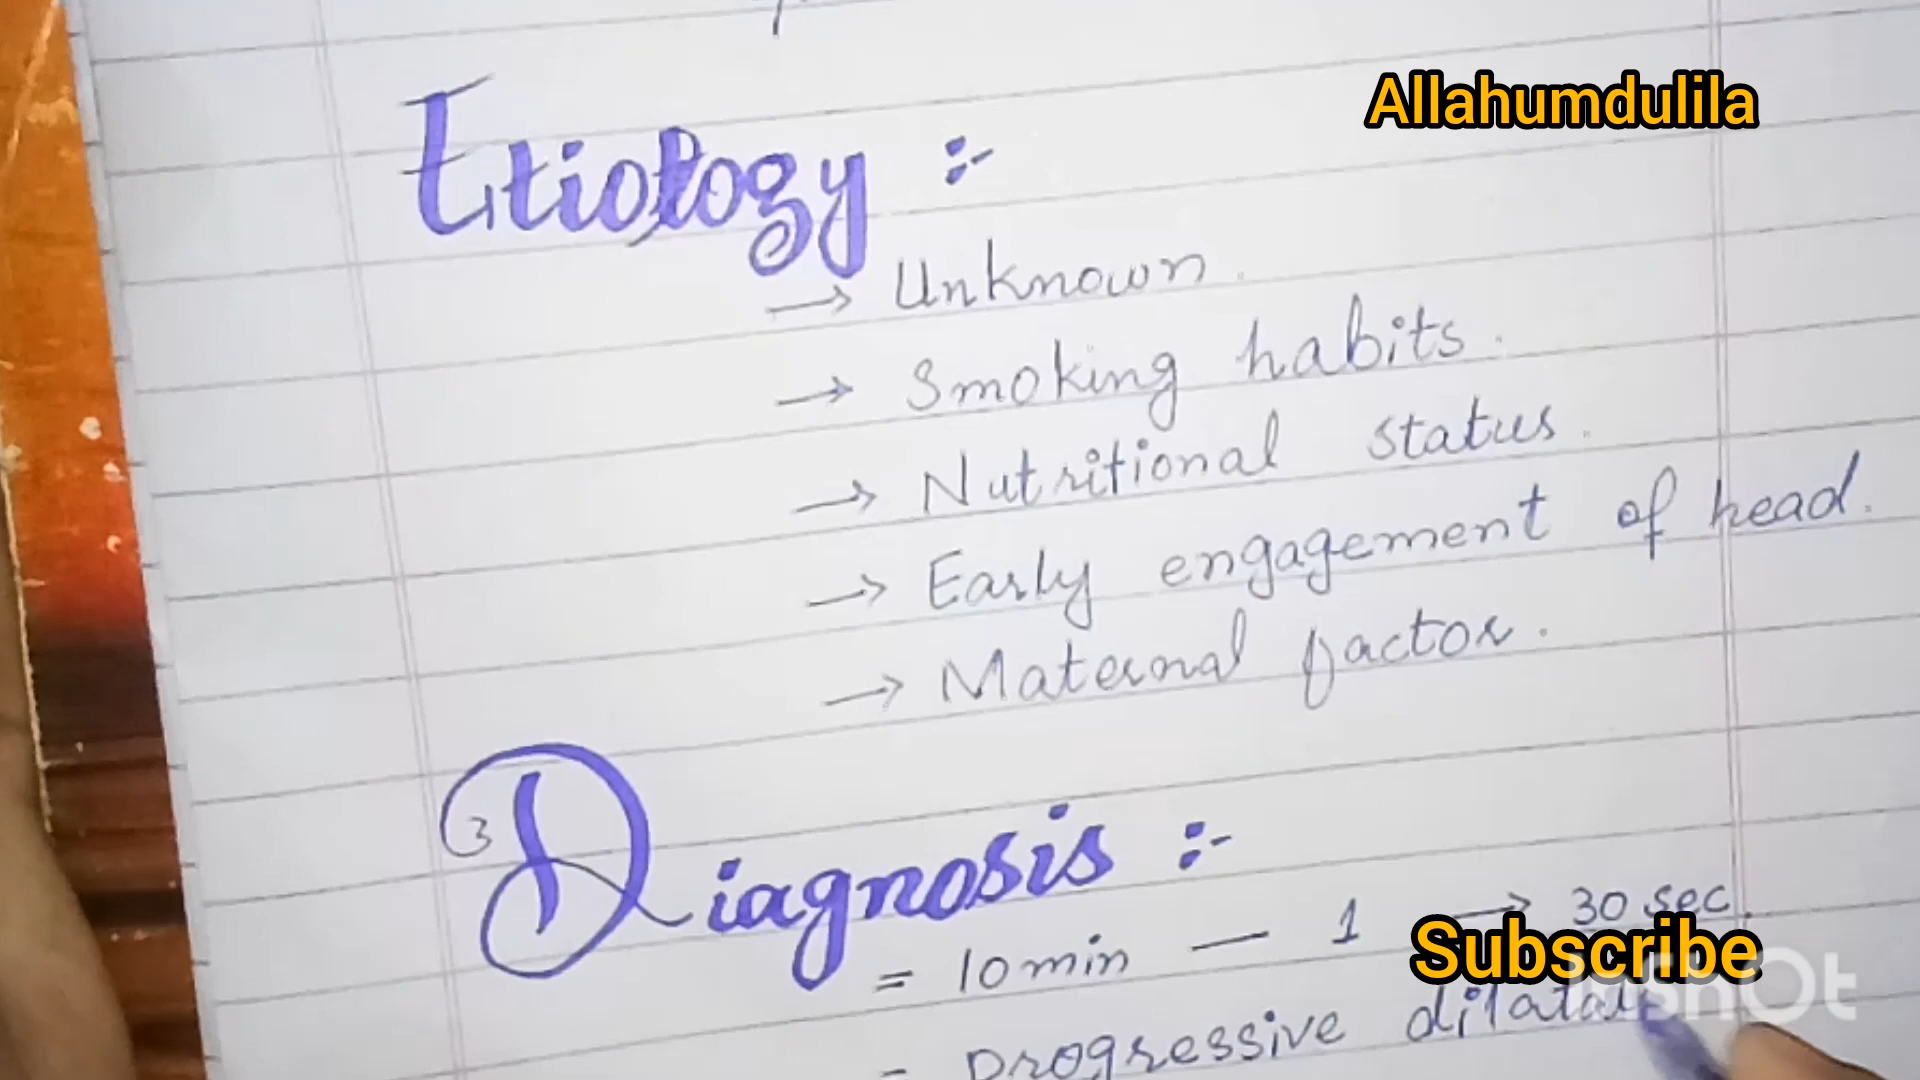 Allahumdulila
Etiology :-
→ Unknown.
→ Smoking habits.
→ Nutritional status.
→ Early engagement of head.
→ Maternal factor.
3
Diagnosis :-
= 10 min — 1 → 30 sec.
Subscribe
= Progressive